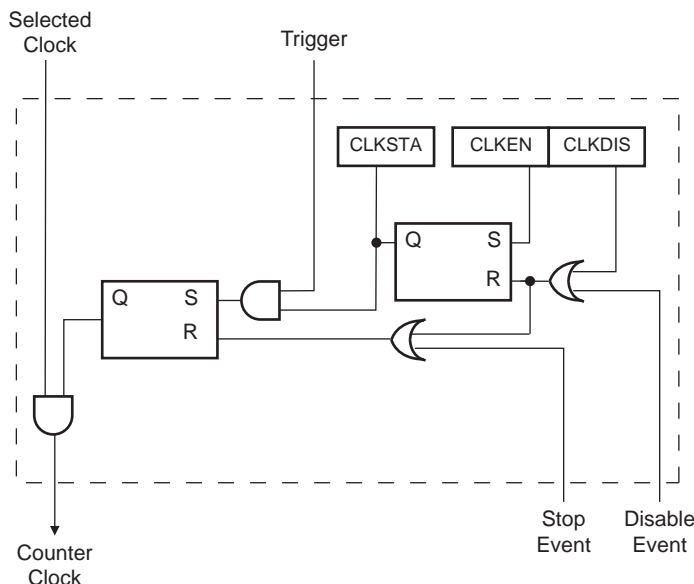 Selected
Clock
Trigger
CLKSTA
CLKEN
CLKDIS
Q
S
R
Q
S
R
Stop
Event
Disable
Event
Counter
Clock